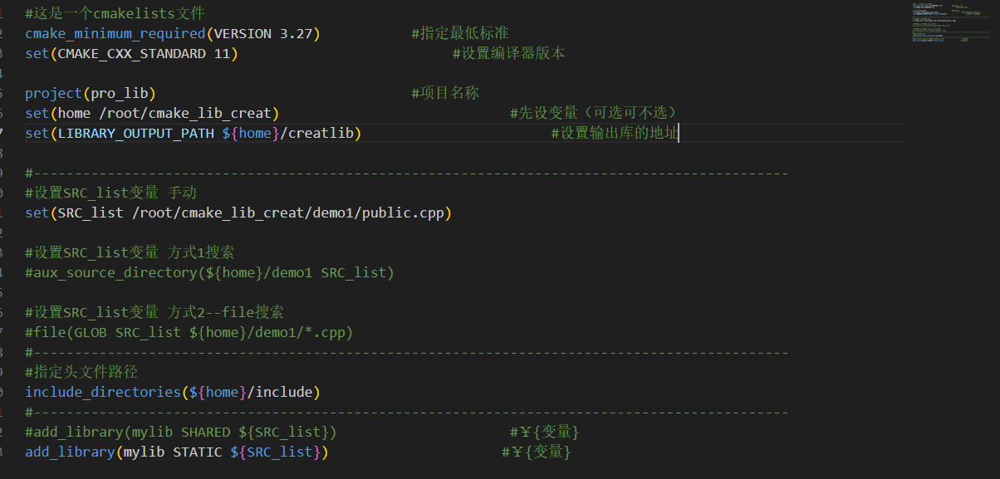 #这是一个cmakelists文件
cmake_minimum_required(VERSION 3.27) #指定最低标准
set(CMAKE_CXX_STANDARD 11) #设置编译器版本
project(pro_lib) #项目名称
set(home /root/cmake_lib_creat) #先设变量（可选可不选）
set(LIBRARY_OUTPUT_PATH ${home}/creatlib) #设置输出库的地址
#--------------------------------------------------------------------------------------------
#设置SRC_list变量 手动
set(SRC_list /root/cmake_lib_creat/demo1/public.cpp)
#设置SRC_list变量 方式1搜索
#aux_source_directory(${home}/demo1 SRC_list)
#设置SRC_list变量 方式2--file搜索
#file(GLOB SRC_list ${home}/demo1/*.cpp)
#--------------------------------------------------------------------------------------------
#指定头文件路径
include_directories(${home}/include)
#--------------------------------------------------------------------------------------------
#add_library(mylib SHARED ${SRC_list}) #￥{变量}
add_library(mylib STATIC ${SRC_list}) #￥{变量}